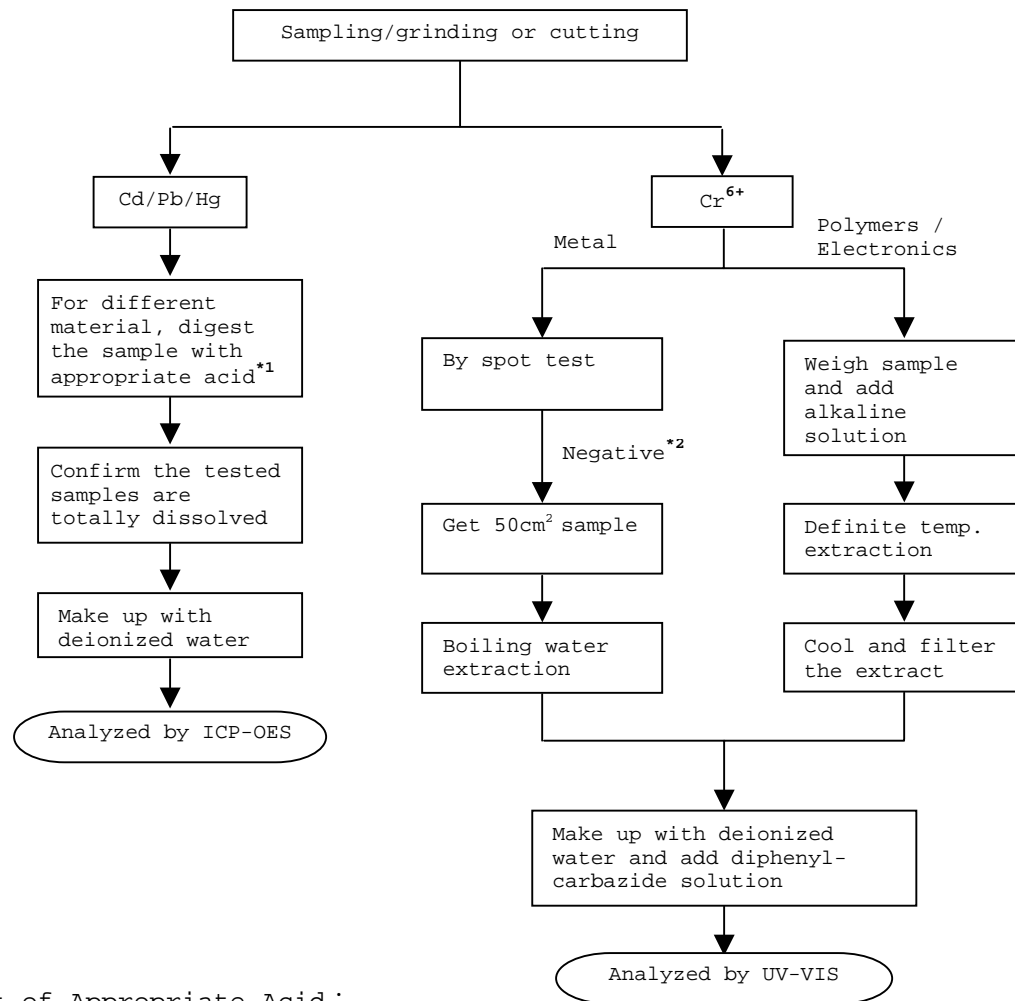 Sampling/grinding or cutting
Cd/Pb/Hg
Cr⁶⁺
Metal
Polymers /
Electronics
For different
material, digest
the sample with
appropriate acid*1
By spot test
Weigh sample
and add
alkaline
solution
Negative*2
Confirm the tested
samples are
totally dissolved
Get 50cm² sample
Definite temp.
extraction
Make up with
deionized water
Boiling water
extraction
Cool and filter
the extract
Analyzed by ICP-OES
Make up with deionized
water and add diphenyl-
carbazide solution
Analyzed by UV-VIS
of Appropriate Acid: